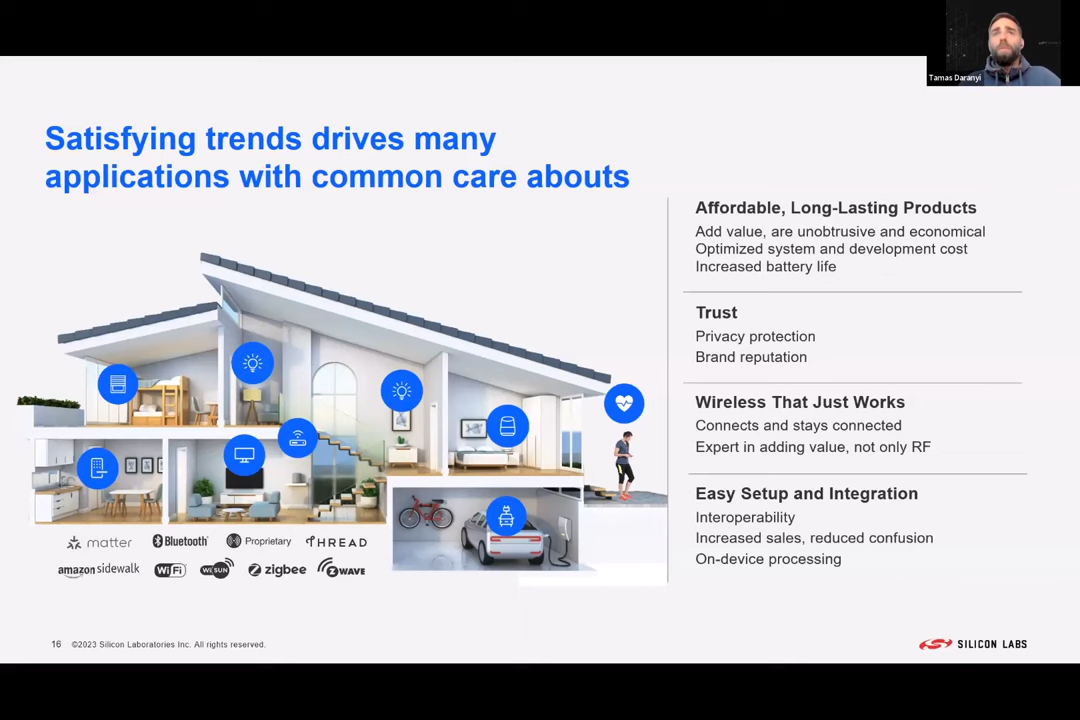 Tamas Daranyi
Satisfying trends drives many
applications with common care abouts
Affordable, Long-Lasting Products
Add value, are unobtrusive and economical
Optimized system and development cost
Increased battery life
Trust
Privacy protection
Brand reputation
Wireless That Just Works
Connects and stays connected
Expert in adding value, not only RF
Easy Setup and Integration
Interoperability
Increased sales, reduced confusion
On-device processing
matter Bluetooth Proprietary THREAD
amazon sidewalk WiFi Wi-SUN zigbee Z WAVE
16 ©2023 Silicon Laboratories Inc. All rights reserved.
SILICON LABS